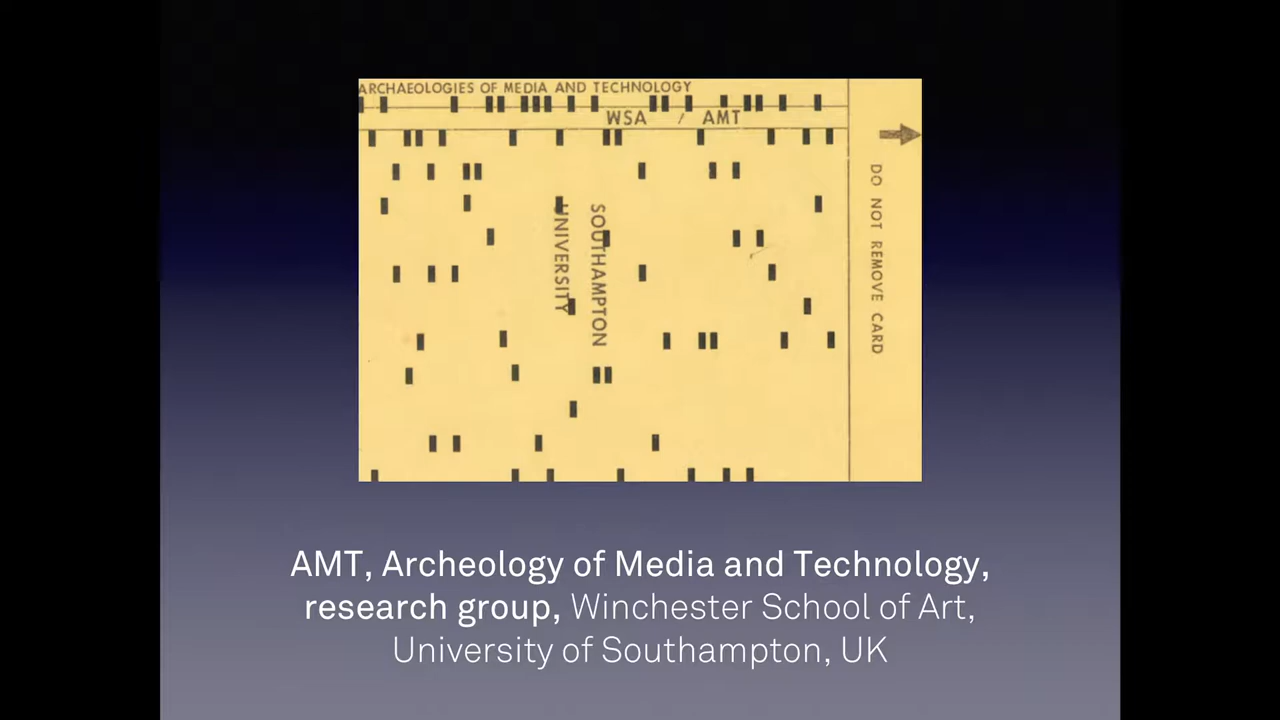 ARCHAEOLOGIES OF MEDIA AND TECHNOLOGY
WSA / AMT
SOUTHAMPTON
UNIVERSITY
DO NOT REMOVE CARD
AMT, Archeology of Media and Technology,
research group, Winchester School of Art,
University of Southampton, UK